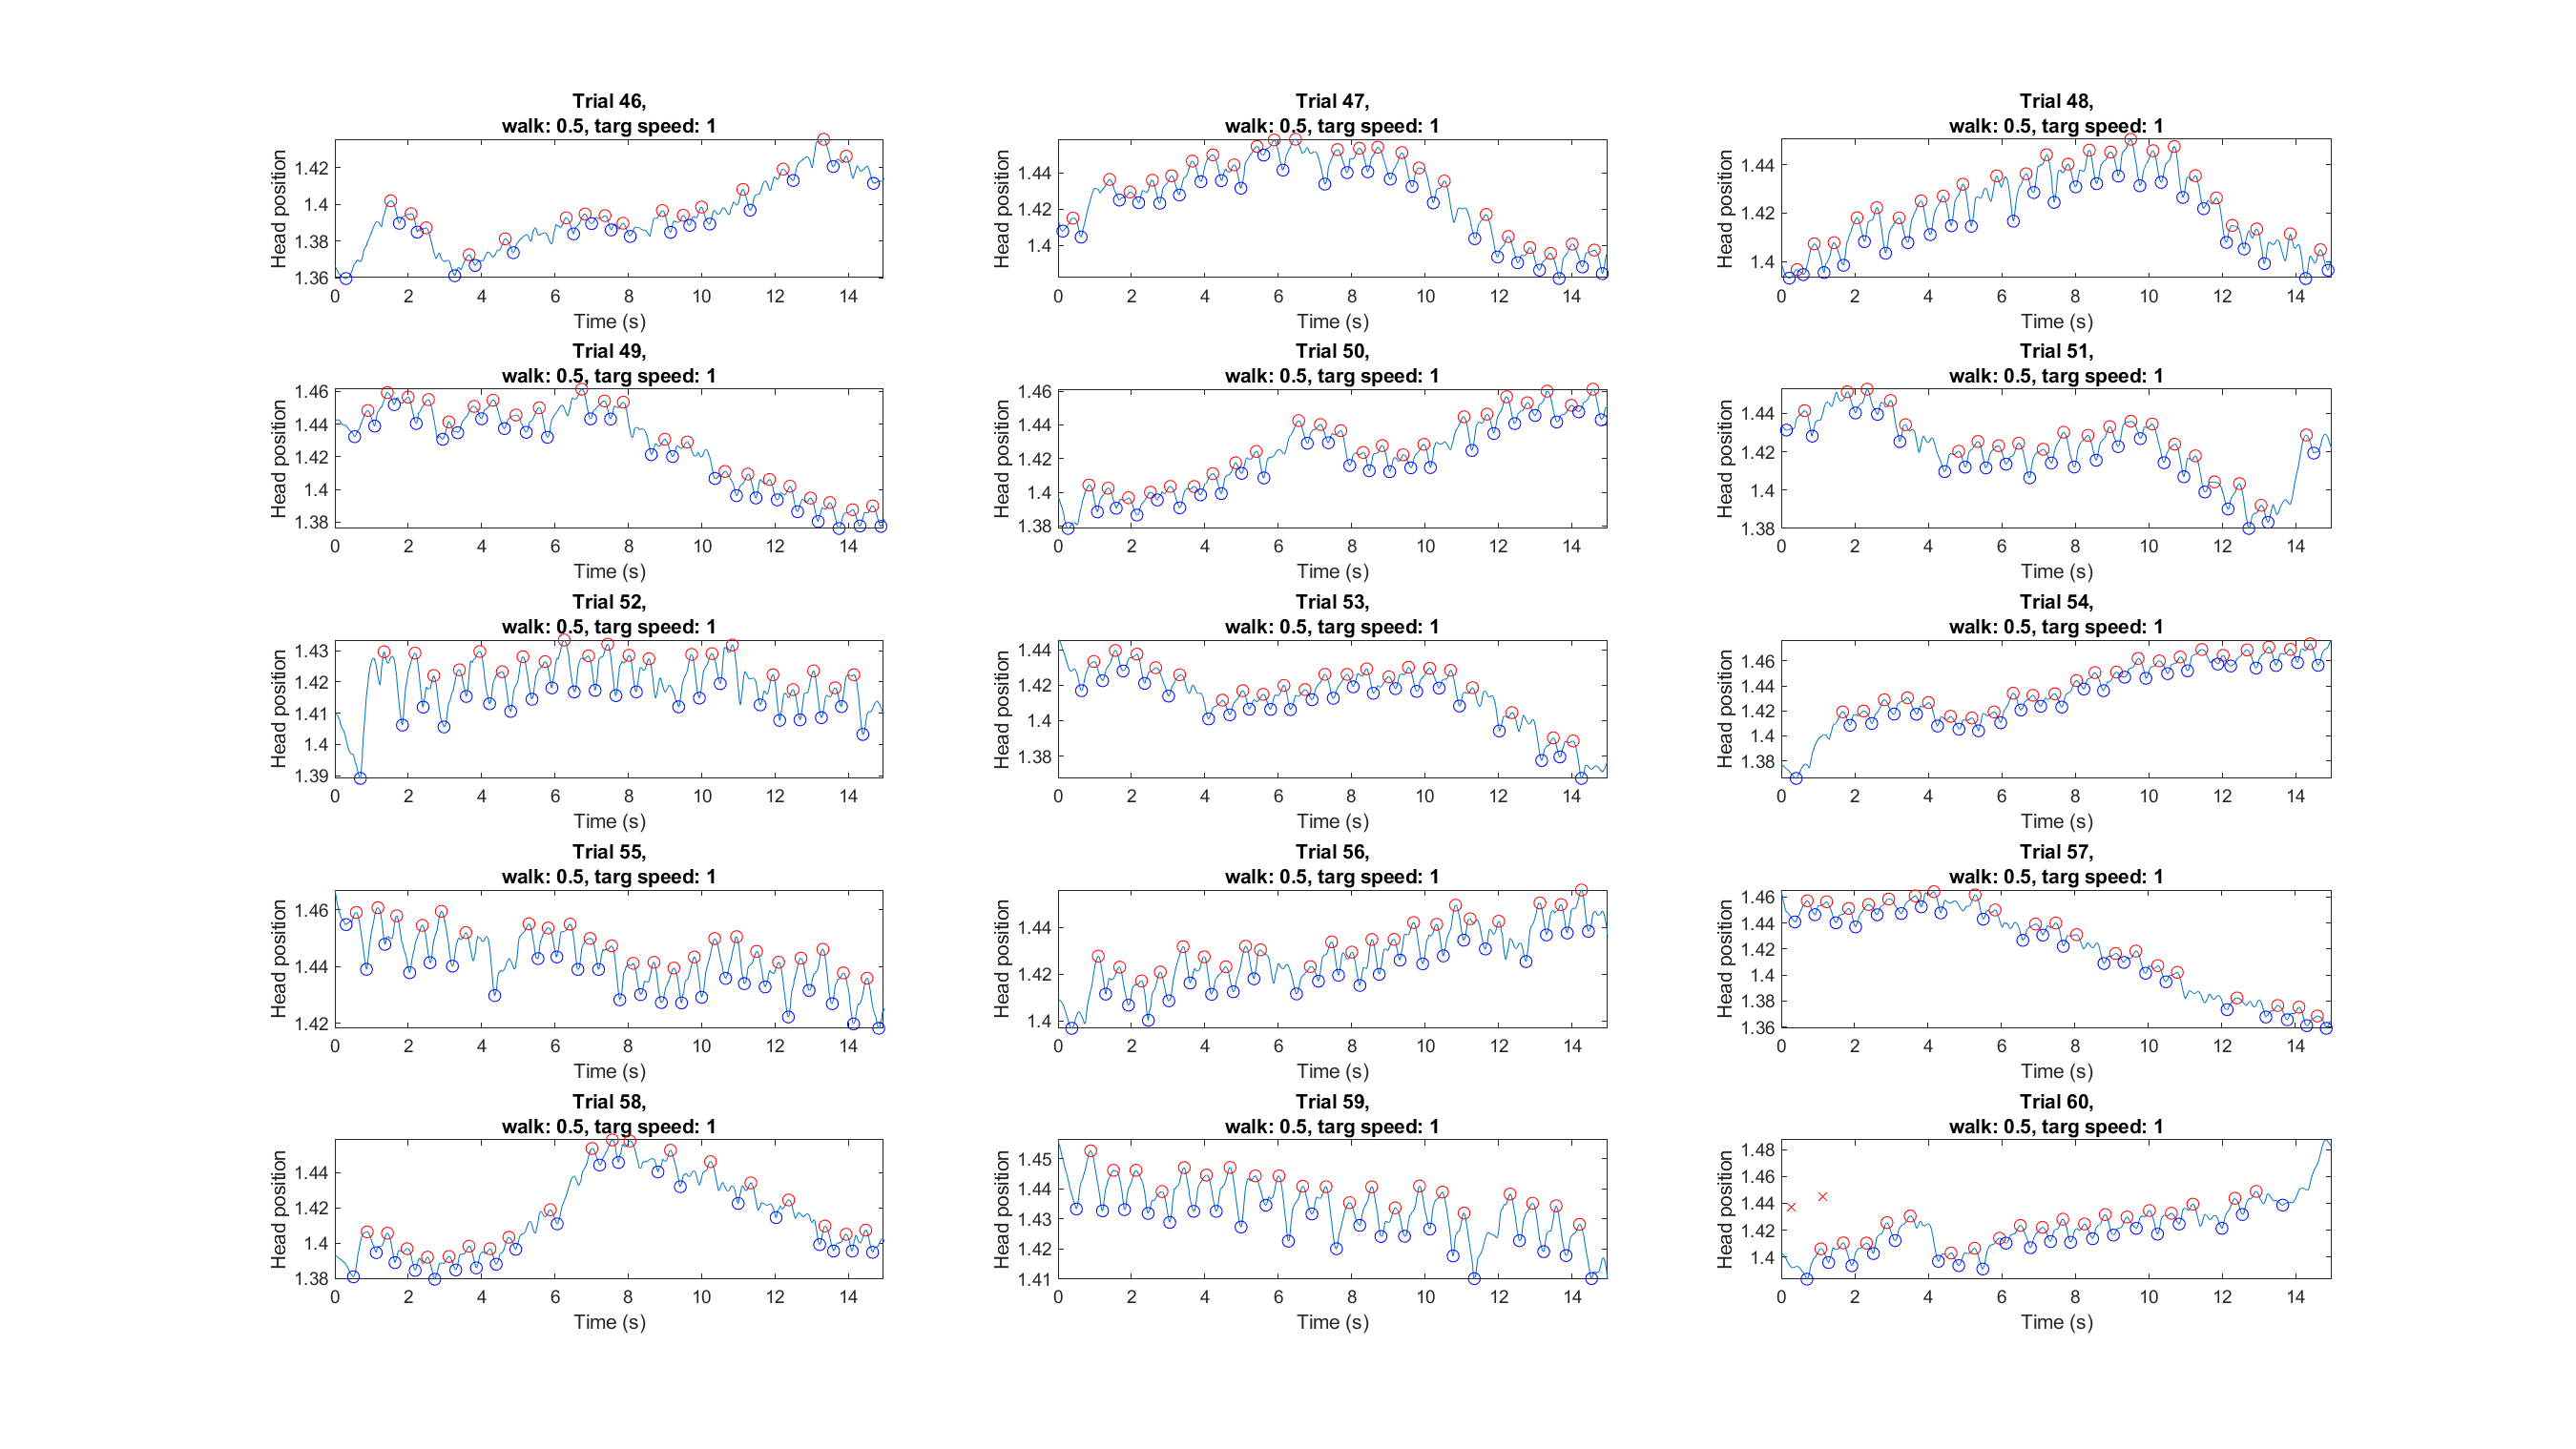 Trial 46,
walk: 0.5, targ speed: 1
Head position
1.42
1.4
1.38
1.36
0 2 4 6 8 10 12 14
Time (s)
Trial 47,
walk: 0.5, targ speed: 1
Head position
1.44
1.42
1.4
0 2 4 6 8 10 12 14
Time (s)
Trial 48,
walk: 0.5, targ speed: 1
Head position
1.44
1.42
1.4
0 2 4 6 8 10 12 14
Time (s)
Trial 49,
walk: 0.5, targ speed: 1
Head position
1.46
1.44
1.42
1.4
1.38
0 2 4 6 8 10 12 14
Time (s)
Trial 50,
walk: 0.5, targ speed: 1
Head position
1.46
1.44
1.42
1.4
1.38
0 2 4 6 8 10 12 14
Time (s)
Trial 51,
walk: 0.5, targ speed: 1
Head position
1.44
1.42
1.4
1.38
0 2 4 6 8 10 12 14
Time (s)
Trial 52,
walk: 0.5, targ speed: 1
Head position
1.43
1.42
1.41
1.4
1.39
0 2 4 6 8 10 12 14
Time (s)
Trial 53,
walk: 0.5, targ speed: 1
Head position
1.44
1.42
1.4
1.38
0 2 4 6 8 10 12 14
Time (s)
Trial 54,
walk: 0.5, targ speed: 1
Head position
1.46
1.44
1.42
1.4
1.38
0 2 4 6 8 10 12 14
Time (s)
Trial 55,
walk: 0.5, targ speed: 1
Head position
1.46
1.44
1.42
0 2 4 6 8 10 12 14
Time (s)
Trial 56,
walk: 0.5, targ speed: 1
Head position
1.44
1.42
1.4
0 2 4 6 8 10 12 14
Time (s)
Trial 57,
walk: 0.5, targ speed: 1
Head position
1.46
1.44
1.42
1.4
1.38
1.36
0 2 4 6 8 10 12 14
Time (s)
Trial 58,
walk: 0.5, targ speed: 1
Head position
1.44
1.42
1.4
1.38
0 2 4 6 8 10 12 14
Time (s)
Trial 59,
walk: 0.5, targ speed: 1
Head position
1.45
1.44
1.43
1.42
1.41
0 2 4 6 8 10 12 14
Time (s)
Trial 60,
walk: 0.5, targ speed: 1
Head position
1.48
1.46
1.44
1.42
1.4
0 2 4 6 8 10 12 14
Time (s)